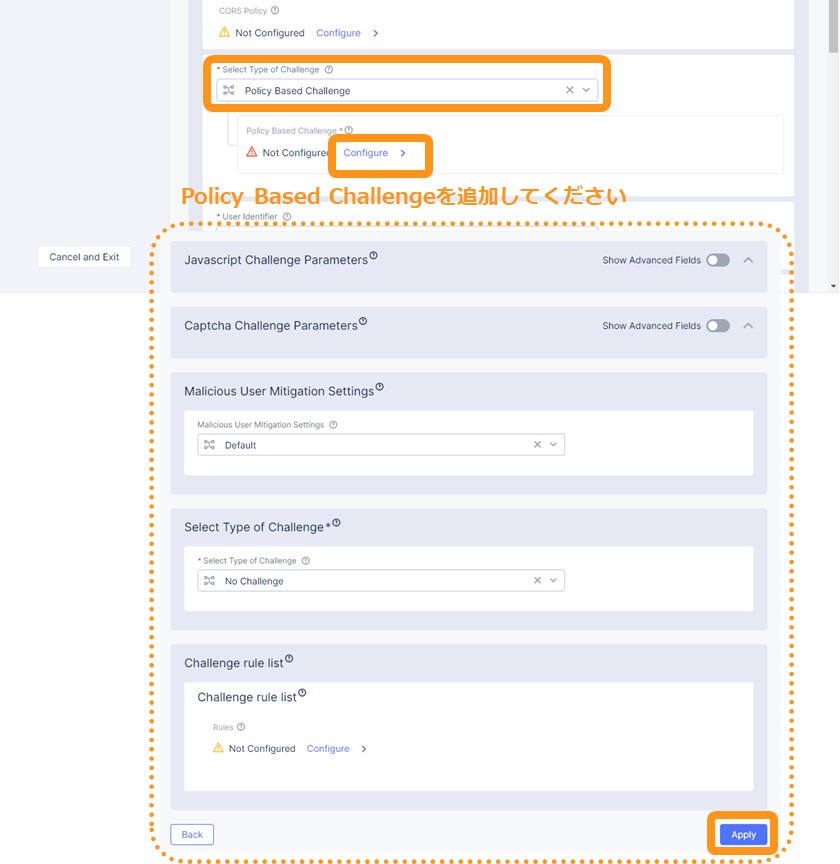 CORS Policy
Not Configured Configure
* Select Type of Challenge
Policy Based Challenge
Policy Based Challenge *
Not Configured Configure
Policy Based Challengeを追加してください
* User Identifier
Cancel and Exit
Javascript Challenge Parameters Show Advanced Fields
Captcha Challenge Parameters Show Advanced Fields
Malicious User Mitigation Settings
Malicious User Mitigation Settings
Default
Select Type of Challenge*
* Select Type of Challenge
No Challenge
Challenge rule list
Challenge rule list
Rules
Not Configured Configure
Back Apply